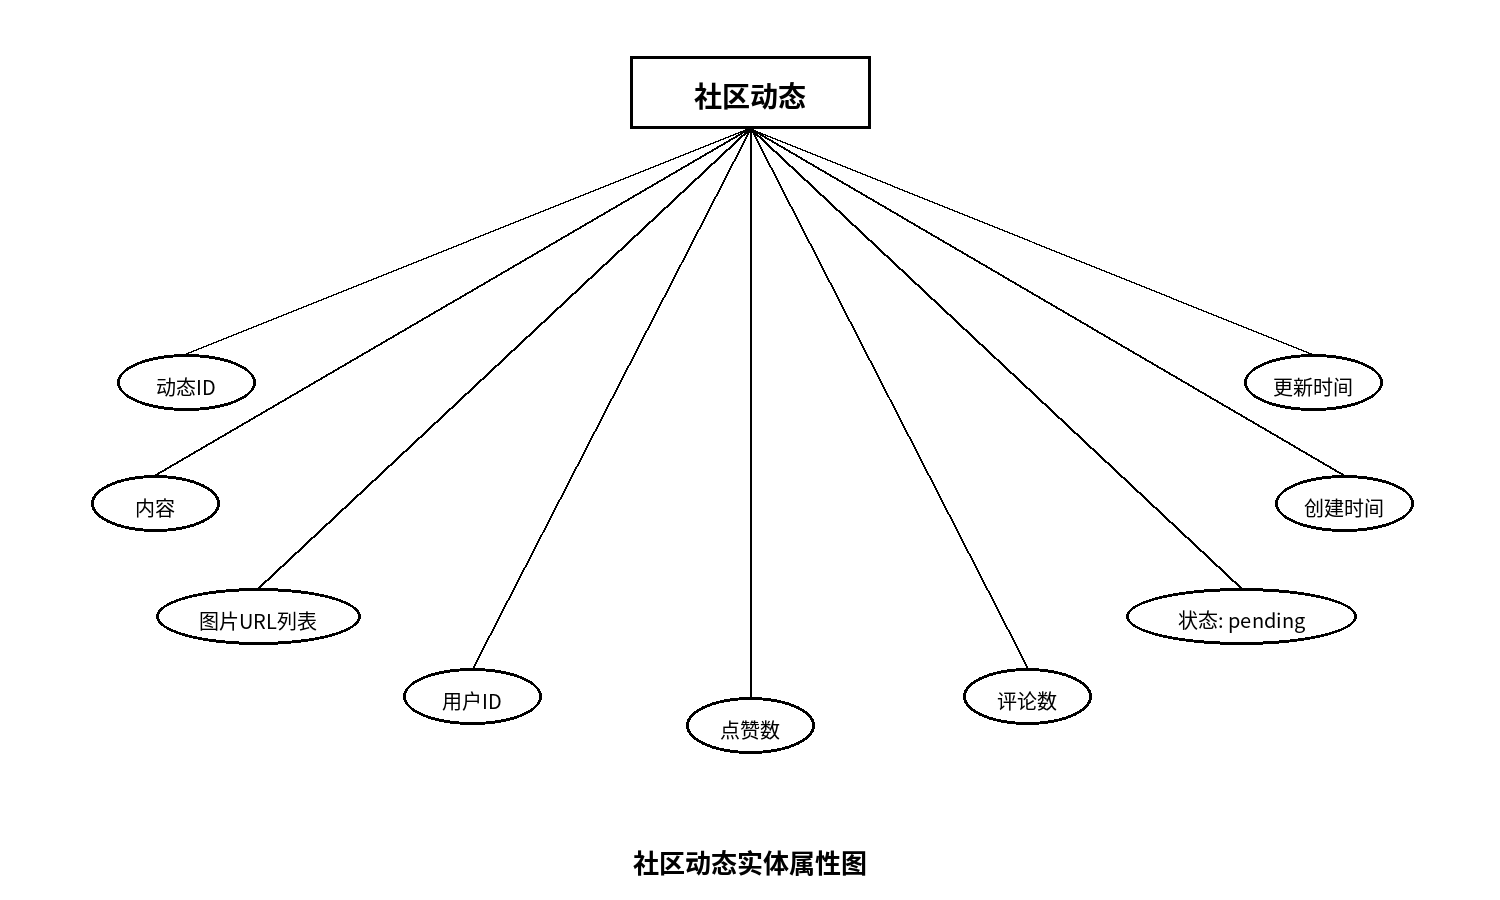 社区动态
动态ID
更新时间
内容
创建时间
图片URL列表
状态: pending
用户ID
评论数
点赞数
社区动态实体属性图